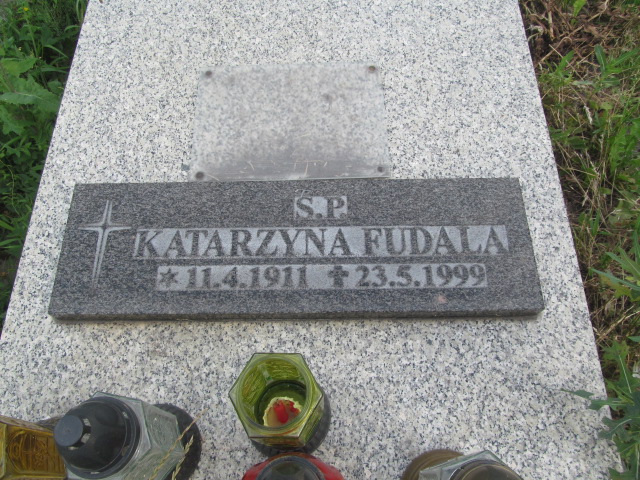 S.P.
KATARZYNA FUDALA
★ 11.4.1911 ✝ 23.5.1999